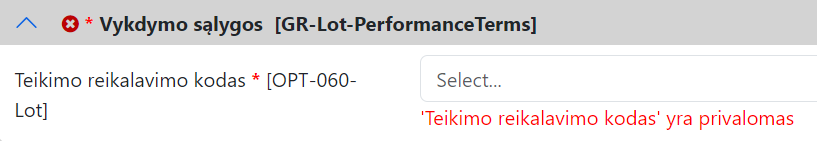 * Vykdymo sąlygos [GR-Lot-PerformanceTerms]
Teikimo reikalavimo kodas * [OPT-060-
Lot]
Select...
'Teikimo reikalavimo kodas' yra privalomas